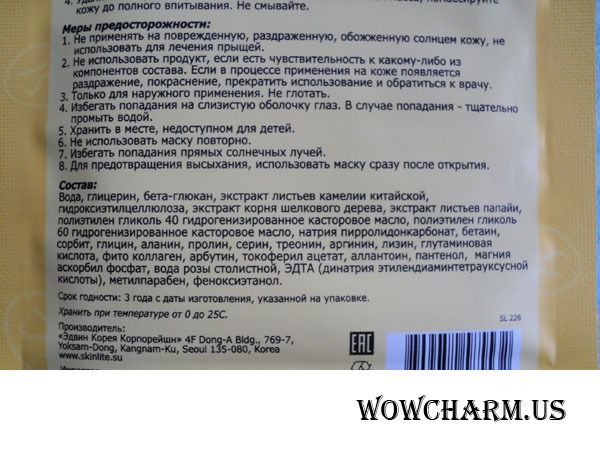 кожу до полного впитывания. Не смывайте.
Меры предосторожности:
1. Не применять на поврежденную, раздраженную, обожженную солнцем кожу, не
использовать для лечения прыщей.
2. Не использовать продукт, если есть чувствительность к какому-либо из
компонентов состава. Если в процессе применения на коже появляется
раздражение, покраснение, прекратить использование и обратиться к врачу.
3. Только для наружного применения. Не глотать.
4. Избегать попадания на слизистую оболочку глаз. В случае попадания - тщательно
промыть водой.
5. Хранить в месте, недоступном для детей.
6. Не использовать маску повторно.
7. Избегать попадания прямых солнечных лучей.
8. Для предотвращения высыхания, использовать маску сразу после открытия.
Состав:
Вода, глицерин, бета-глюкан, экстракт листьев камелии китайской,
гидроксиэтилцеллюлоза, экстракт корня шелкового дерева, экстракт листьев папайи,
полиэтилен гликоль 40 гидрогенизированное касторовое масло, полиэтилен гликоль
60 гидрогенизированное касторовое масло, натрия пирролидонкарбонат, бетаин,
сорбит, глицин, аланин, пролин, серин, треонин, аргинин, лизин, глутаминовая
кислота, фито коллаген, арбутин, токоферил ацетат, аллантоин, пантенол, магния
аскорбил фосфат, вода розы столистной, ЭДТА (динатрия этилендиаминтетрауксусной
кислоты), метилпарабен, феноксиэтанол.
Срок годности: 3 года с даты изготовления, указанной на упаковке.
Хранить при температуре от 0 до 25С.
SL 226
Производитель:
«Эдвин Корея Корпорейшн» 4F Dong-A Bldg., 769-7,
Yoksam-Dong, Kangnam-Ku, Seoul 135-080, Korea
www.skinlite.su
EAC
WOWCHARM.US